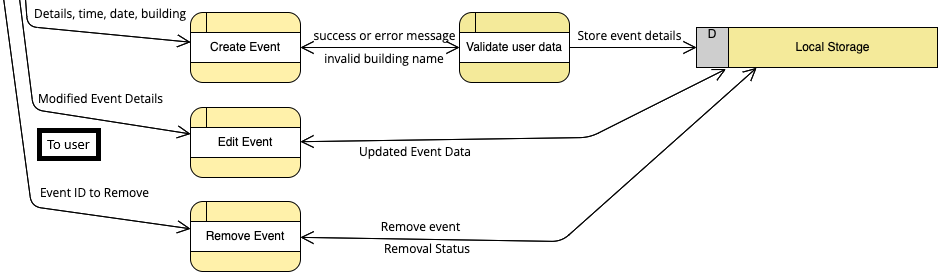 Details, time, date, building
Create Event
success or error message
invalid building name
Validate user data
Store event details
D
Local Storage
Modified Event Details
Edit Event
To user
Updated Event Data
Event ID to Remove
Remove Event
Remove event
Removal Status